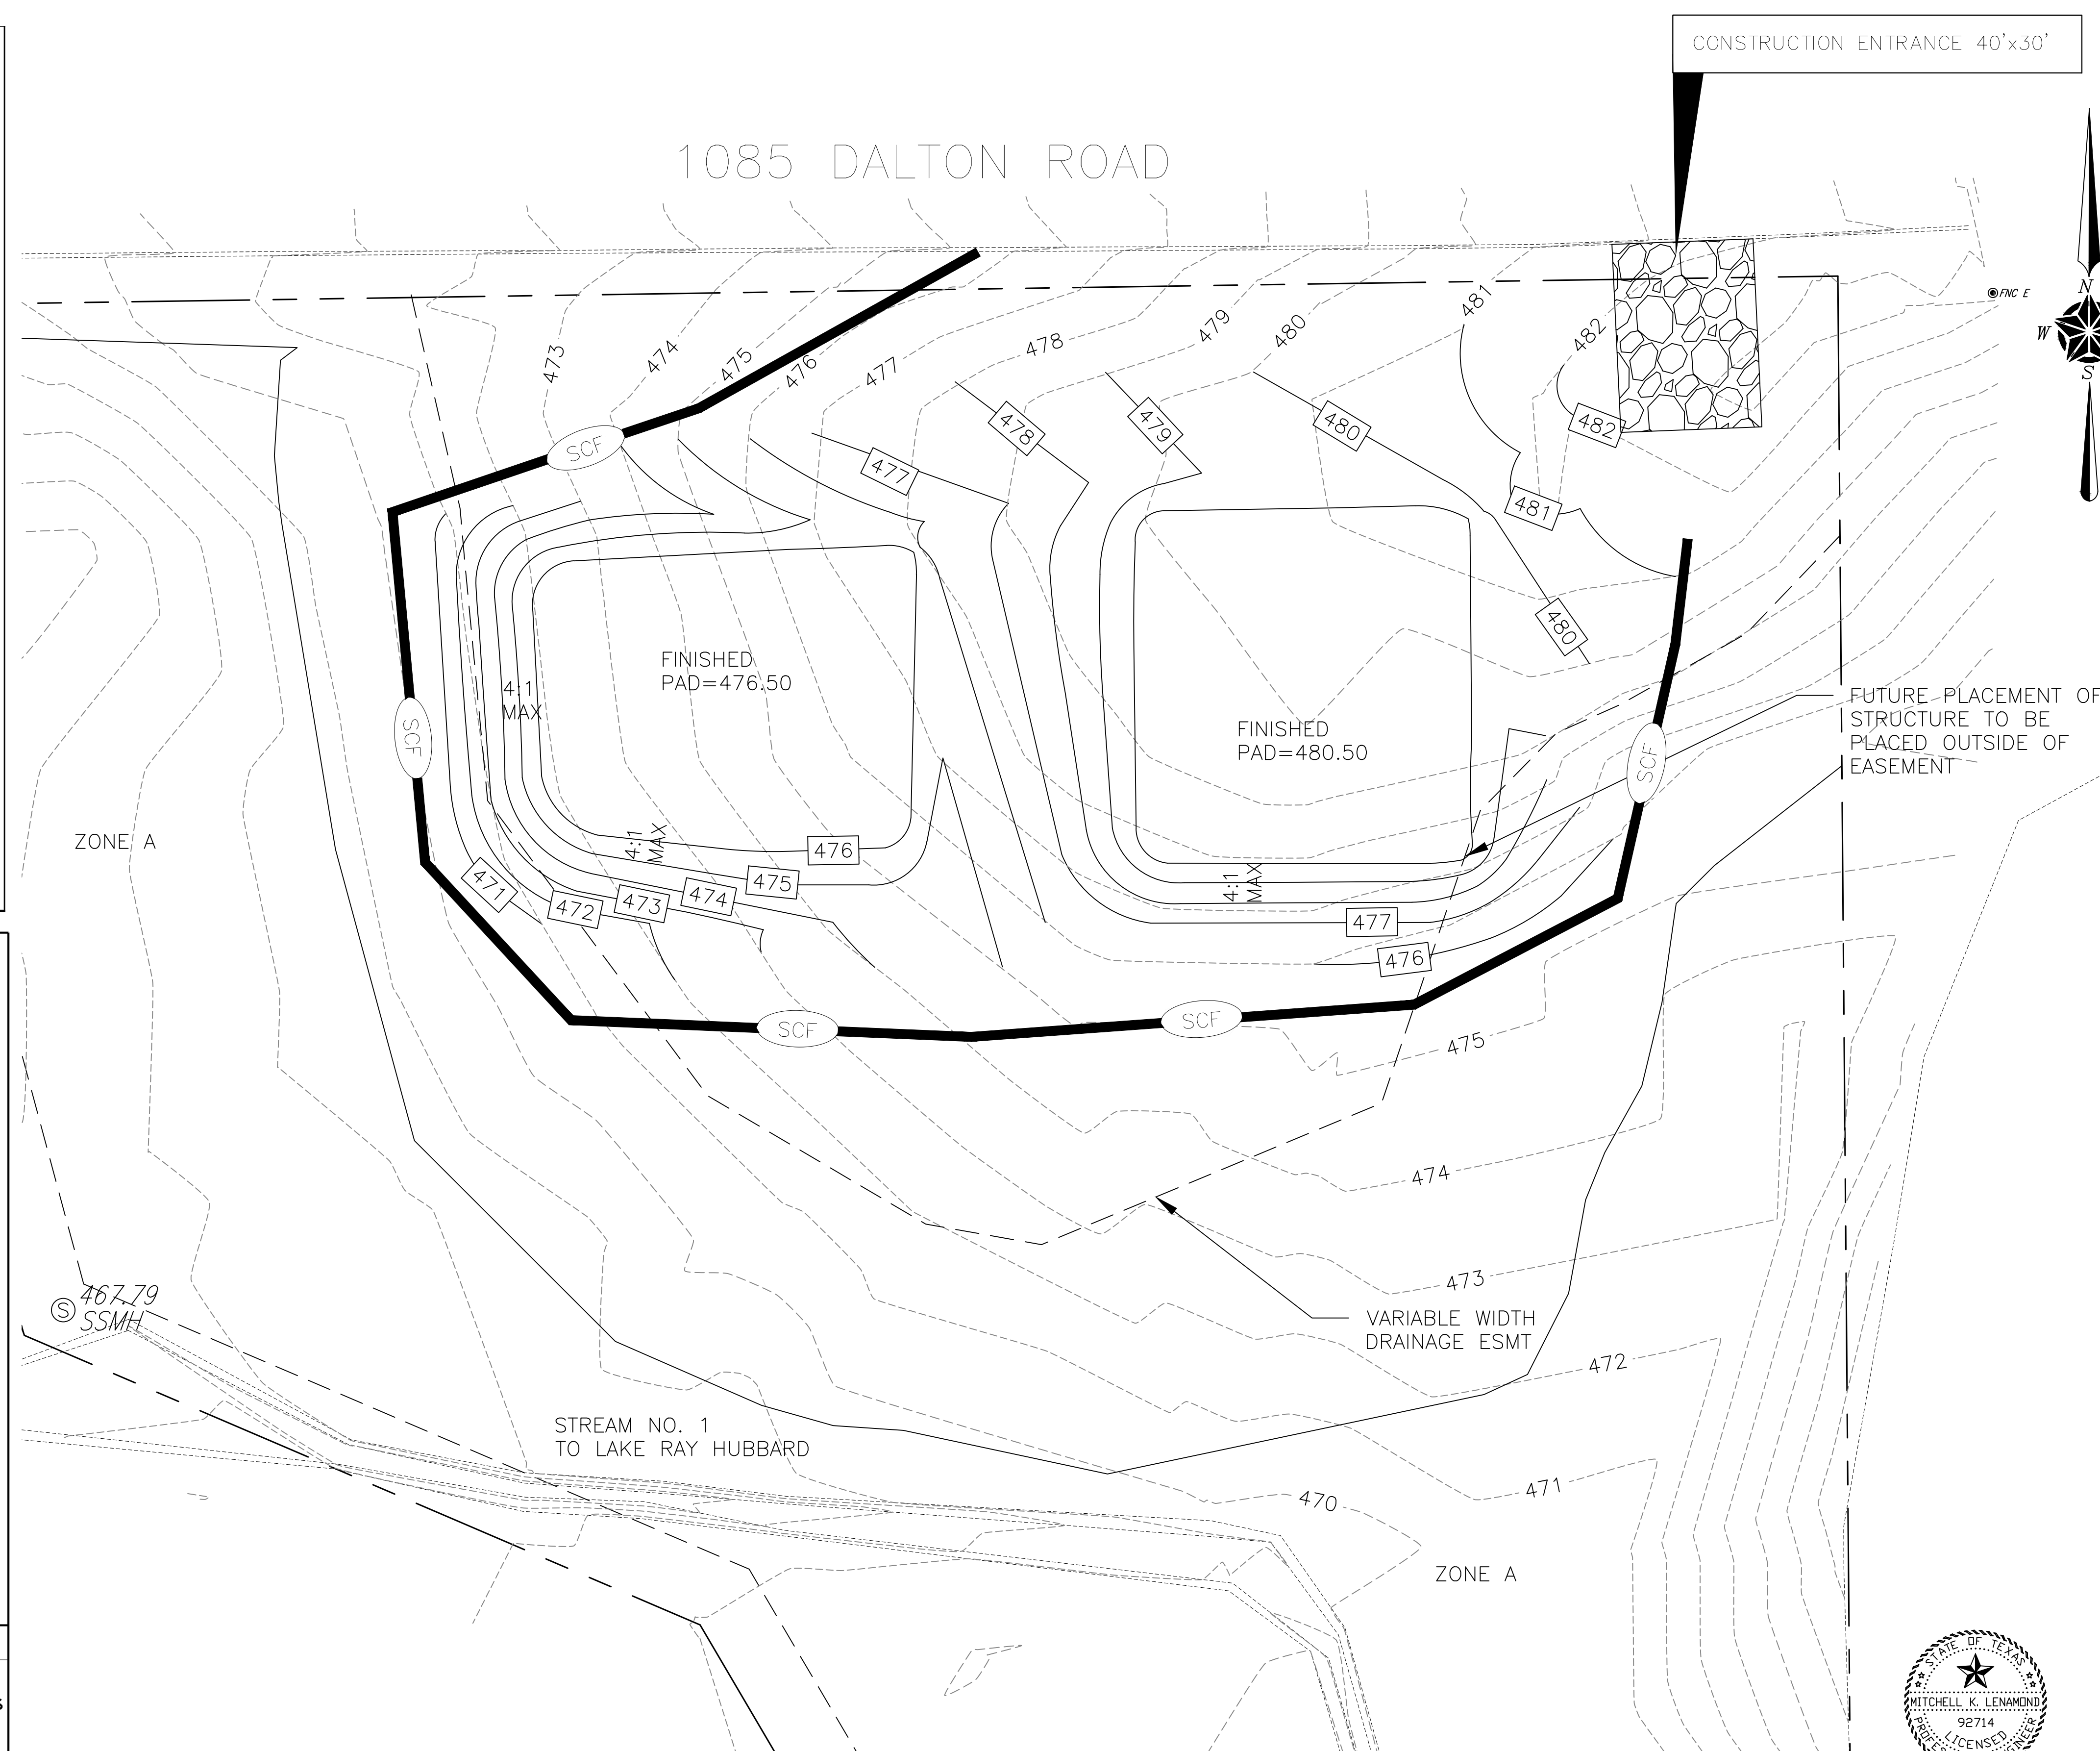 CONSTRUCTION ENTRANCE 40'x30'
1085 DALTON ROAD
N
W
S
FNC E
473
474
475
476
477
478
479
480
481
482
477
478
479
480
481
482
480
SCF
SCF
SCF
SCF
SCF
FINISHED
PAD=476.50
4:1
MAX
FINISHED
PAD=480.50
FUTURE PLACEMENT OF
STRUCTURE TO BE
PLACED OUTSIDE OF
EASEMENT
ZONE A
4:1
MAX
476
475
474
473
472
471
4:1
MAX
477
476
475
474
473
472
471
470
VARIABLE WIDTH
DRAINAGE ESMT
467.79
S
SSMH
STREAM NO. 1
TO LAKE RAY HUBBARD
ZONE A
STATE OF TEXAS
MITCHELL K. LENAMOND
92714
LICENSED